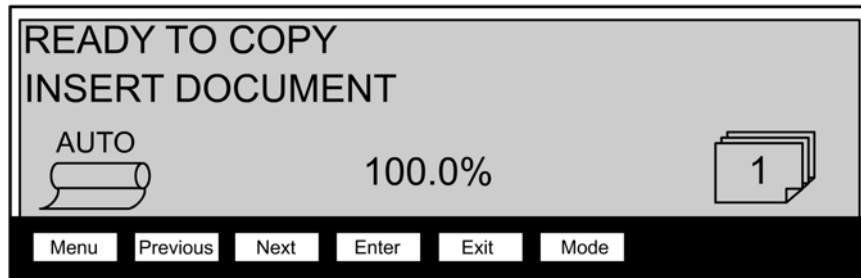 READY TO COPY
INSERT DOCUMENT
AUTO
100.0%
1
Menu Previous Next Enter Exit Mode